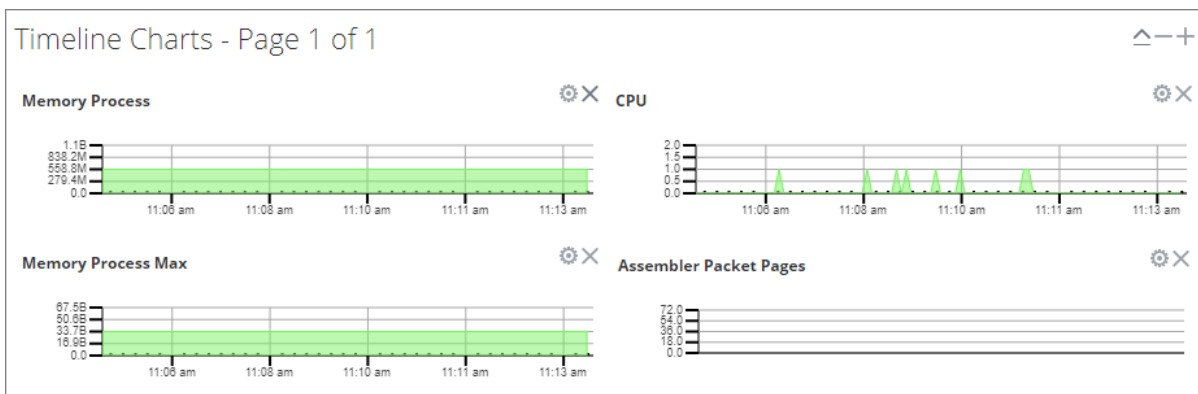 Timeline Charts - Page 1 of 1
Memory Process
1.1B
838.2M
558.8M
279.4M
0.0
11:06 am 11:08 am 11:10 am 11:11 am 11:13 am
CPU
2.0
1.5
1.0
0.5
0.0
11:06 am 11:08 am 11:10 am 11:11 am 11:13 am
Memory Process Max
67.5B
50.6B
33.7B
16.9B
0.0
11:06 am 11:08 am 11:10 am 11:11 am 11:13 am
Assembler Packet Pages
72.0
54.0
36.0
18.0
0.0